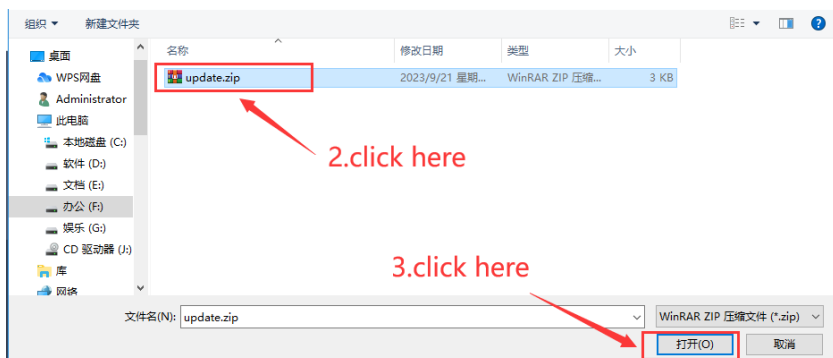 组织 新建文件夹
名称 修改日期 类型 大小
桌面
WPS网盘
Administrator
此电脑
本地磁盘 (C:)
软件 (D:)
文档 (E:)
办公 (F:)
娱乐 (G:)
CD 驱动器 (J:)
库
网络
update.zip 2023/9/21 星期... WinRAR ZIP 压缩... 3 KB
2.click here
3.click here
文件名(N): update.zip WinRAR ZIP 压缩文件 (*.zip)
打开(O) 取消